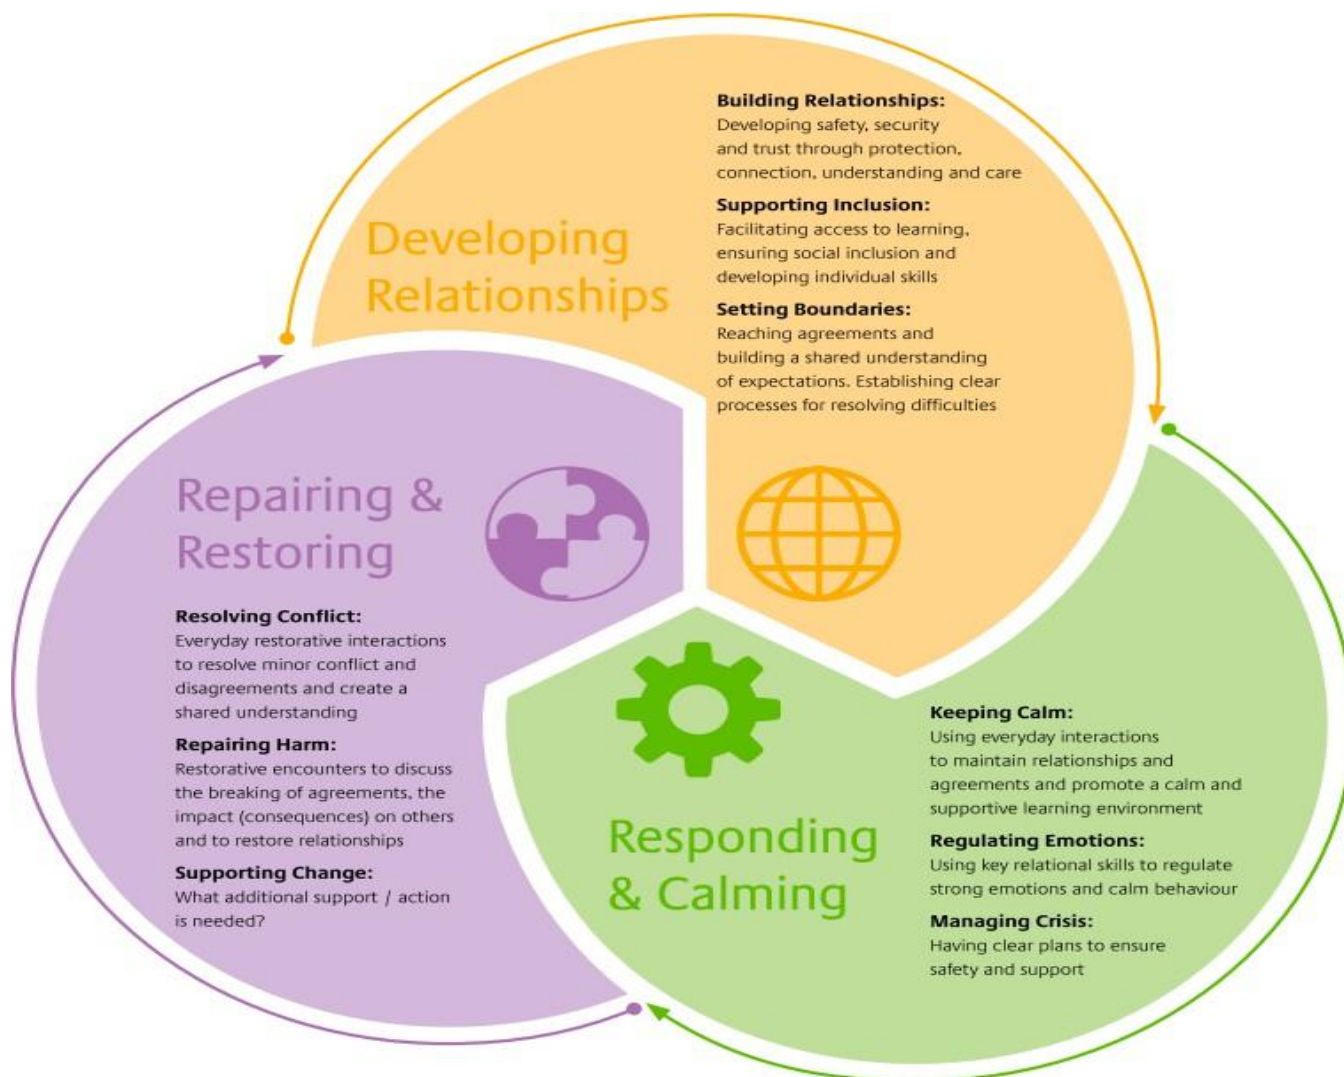 Developing
Relationships
Building Relationships:
Developing safety, security
and trust through protection,
connection, understanding and care
Supporting Inclusion:
Facilitating access to learning,
ensuring social inclusion and
developing individual skills
Setting Boundaries:
Reaching agreements and
building a shared understanding
of expectations. Establishing clear
processes for resolving difficulties
Responding
& Calming
Keeping Calm:
Using everyday interactions
to maintain relationships and
agreements and promote a calm and
supportive learning environment
Regulating Emotions:
Using key relational skills to regulate
strong emotions and calm behaviour
Managing Crisis:
Having clear plans to ensure
safety and support
Repairing &
Restoring
Resolving Conflict:
Everyday restorative interactions
to resolve minor conflict and
disagreements and create a
shared understanding
Repairing Harm:
Restorative encounters to discuss
the breaking of agreements, the
impact (consequences) on others
and to restore relationships
Supporting Change:
What additional support / action
is needed?